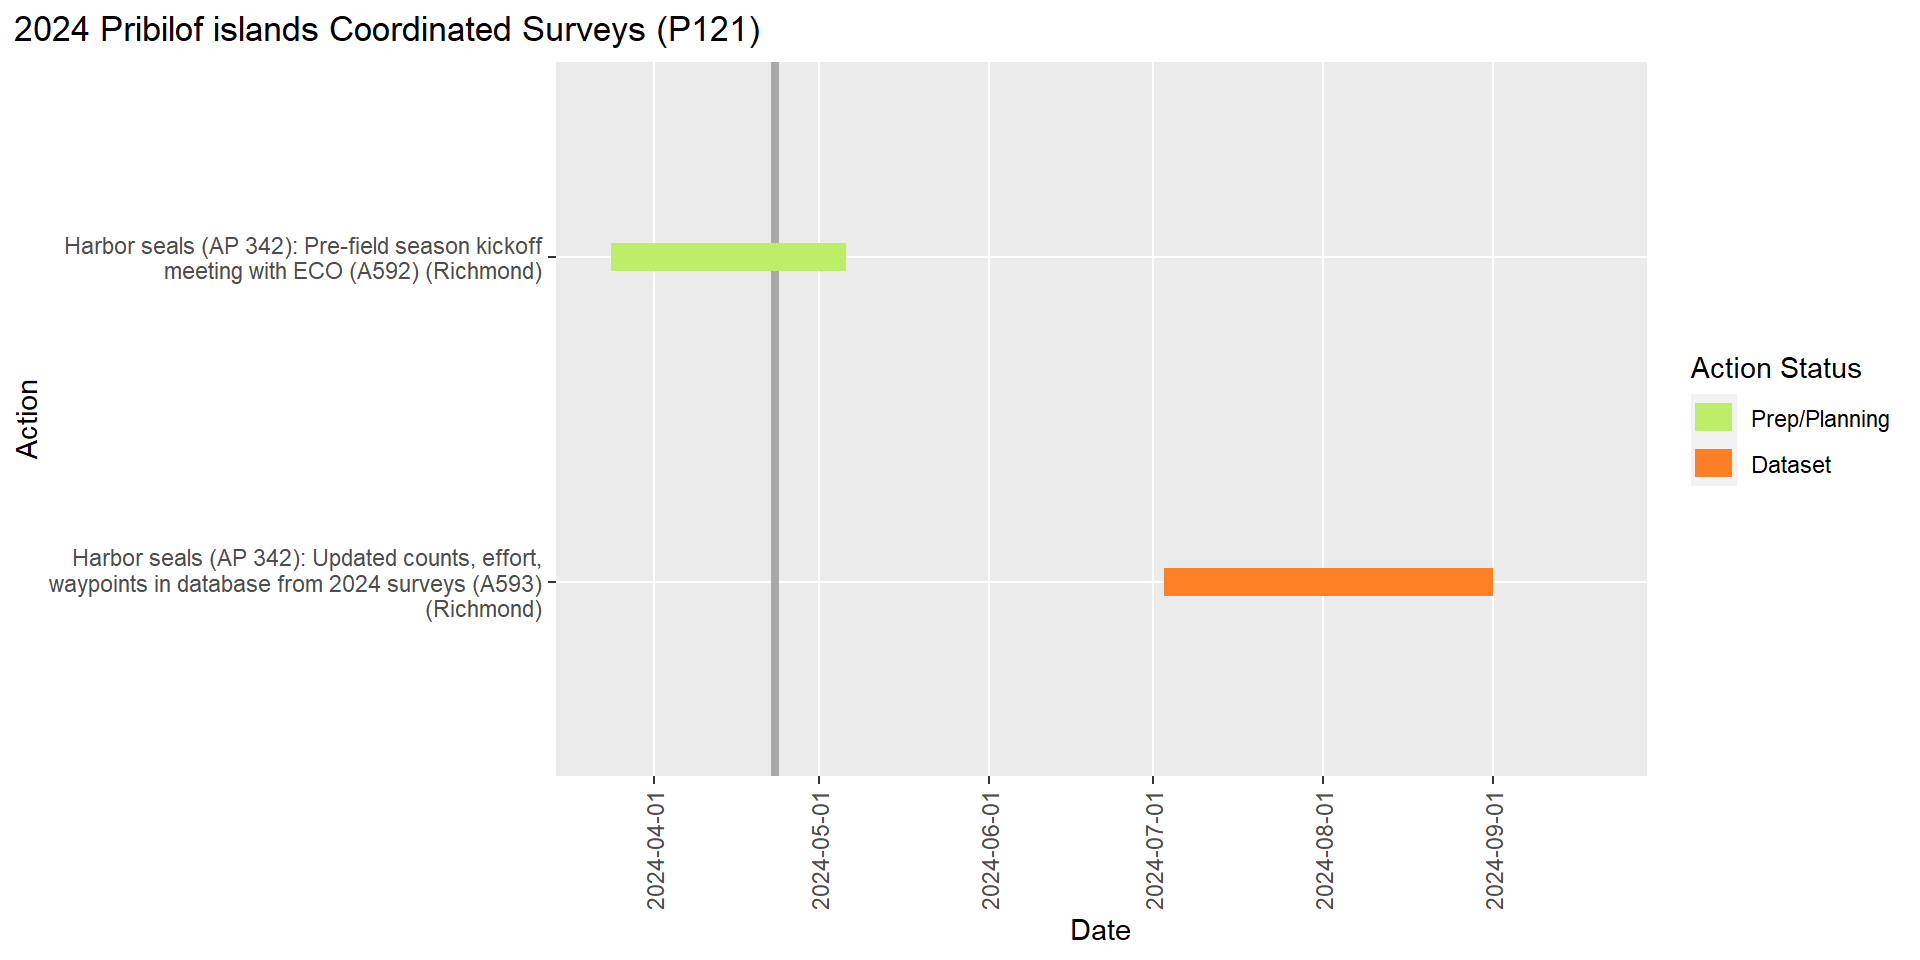 2024 Pribilof islands Coordinated Surveys (P121)
Action
Harbor seals (AP 342): Pre-field season kickoff
meeting with ECO (A592) (Richmond)
Harbor seals (AP 342): Updated counts, effort,
waypoints in database from 2024 surveys (A593)
(Richmond)
2024-04-01
2024-05-01
2024-06-01
2024-07-01
2024-08-01
2024-09-01
Date
Action Status
Prep/Planning
Dataset